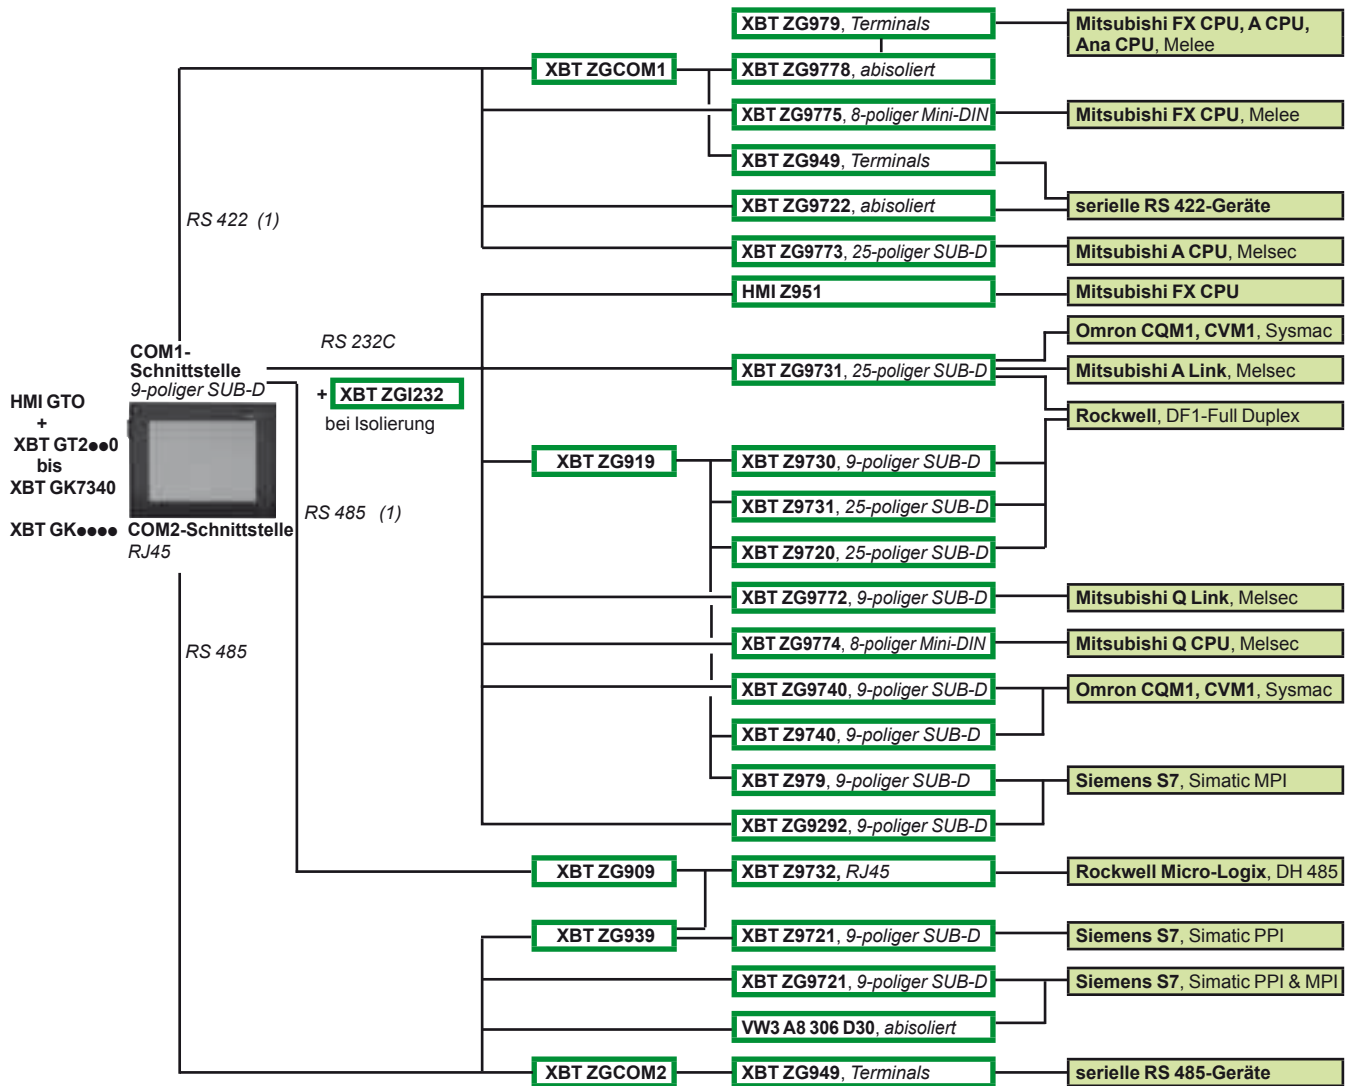 XBT ZG979, Terminals
Mitsubishi FX CPU, A CPU,
Ana CPU, Melee
XBT ZGCOM1
XBT ZG9778, abisoliert
XBT ZG9775, 8-poliger Mini-DIN
Mitsubishi FX CPU, Melee
XBT ZG949, Terminals
RS 422 (1)
XBT ZG9722, abisoliert
serielle RS 422-Geräte
XBT ZG9773, 25-poliger SUB-D
Mitsubishi A CPU, Melsec
HMI Z951
Mitsubishi FX CPU
RS 232C
Omron CQM1, CVM1, Sysmac
COM1-
Schnittstelle
9-poliger SUB-D
XBT ZG9731, 25-poliger SUB-D
Mitsubishi A Link, Melsec
+ XBT ZGI232
bei Isolierung
Rockwell, DF1-Full Duplex
HMI GTO
+
XBT GT2●●0
bis
XBT GK7340
XBT ZG919
XBT Z9730, 9-poliger SUB-D
RS 485 (1)
XBT Z9731, 25-poliger SUB-D
XBT GK●●●●
COM2-Schnittstelle
RJ45
XBT Z9720, 25-poliger SUB-D
XBT ZG9772, 9-poliger SUB-D
Mitsubishi Q Link, Melsec
RS 485
XBT ZG9774, 8-poliger Mini-DIN
Mitsubishi Q CPU, Melsec
XBT ZG9740, 9-poliger SUB-D
Omron CQM1, CVM1, Sysmac
XBT Z9740, 9-poliger SUB-D
XBT Z979, 9-poliger SUB-D
Siemens S7, Simatic MPI
XBT ZG9292, 9-poliger SUB-D
XBT ZG909
XBT Z9732, RJ45
Rockwell Micro-Logix, DH 485
XBT ZG939
XBT Z9721, 9-poliger SUB-D
Siemens S7, Simatic PPI
XBT ZG9721, 9-poliger SUB-D
Siemens S7, Simatic PPI & MPI
VW3 A8 306 D30, abisoliert
XBT ZGCOM2
XBT ZG949, Terminals
serielle RS 485-Geräte